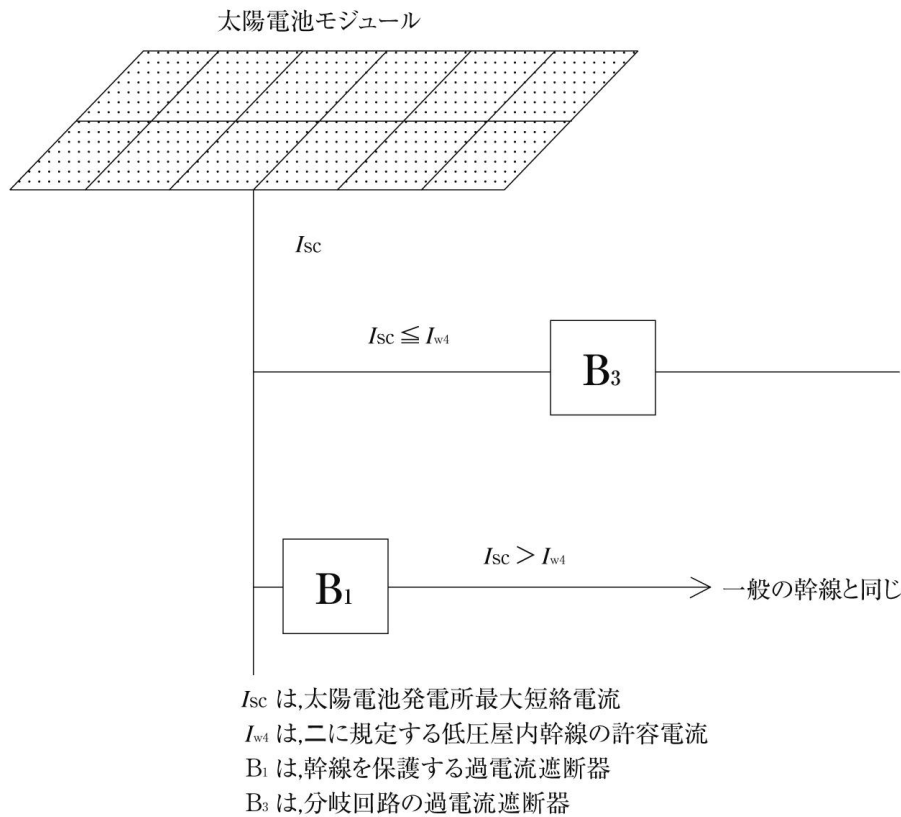 太陽電池モジュール
Isc
Isc ≦ Iw4
B3
Isc > Iw4
B1
一般の幹線と同じ
Isc は,太陽電池発電所最大短絡電流
Iw4 は,ニに規定する低圧屋内幹線の許容電流
B1 は,幹線を保護する過電流遮断器
B3 は,分岐回路の過電流遮断器